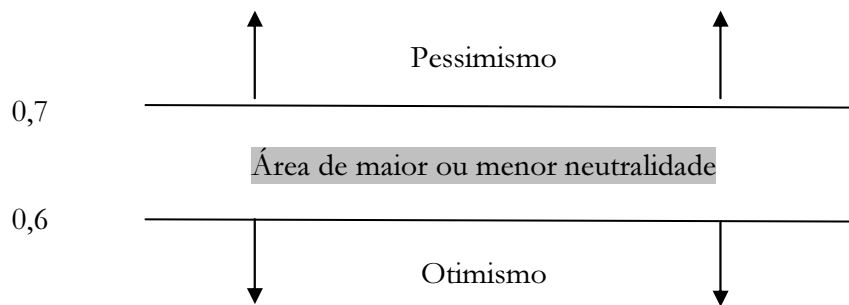 Pessimismo
0,7
Área de maior ou menor neutralidade
0,6
Otimismo